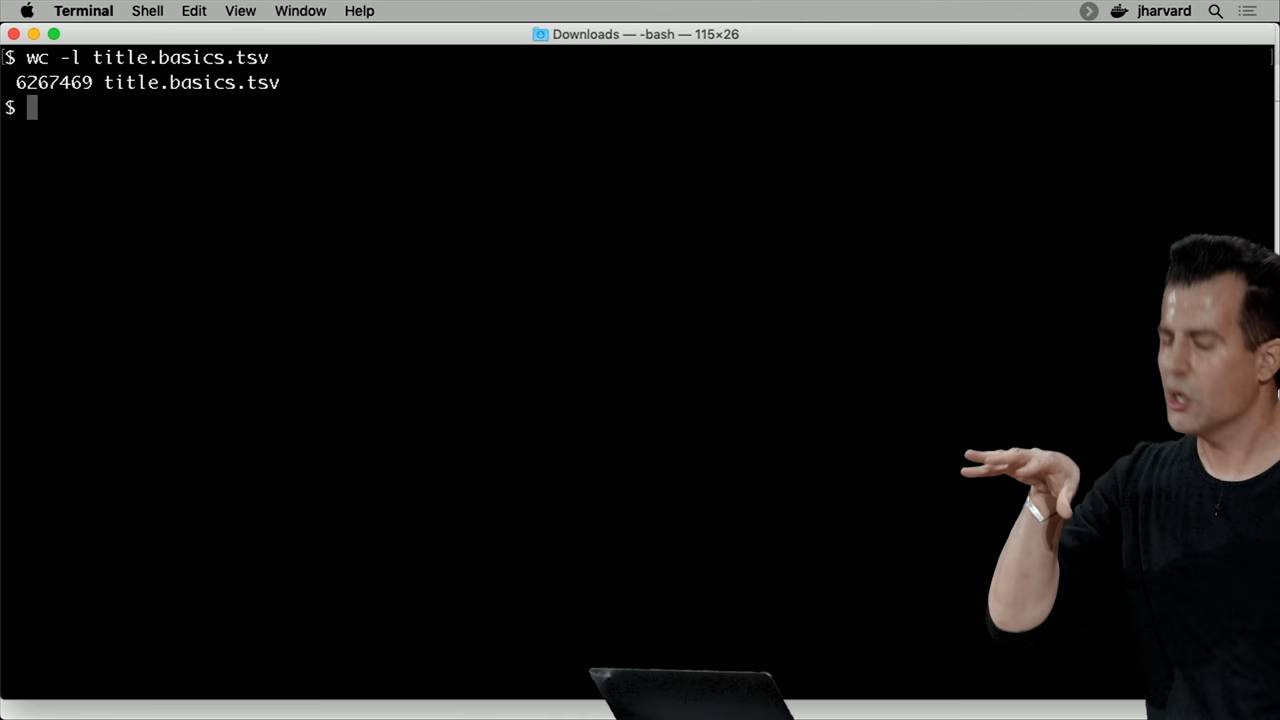 Terminal Shell Edit View Window Help jharvard
Downloads — -bash — 115×26
[$ wc -l title.basics.tsv ]
6267469 title.basics.tsv
$